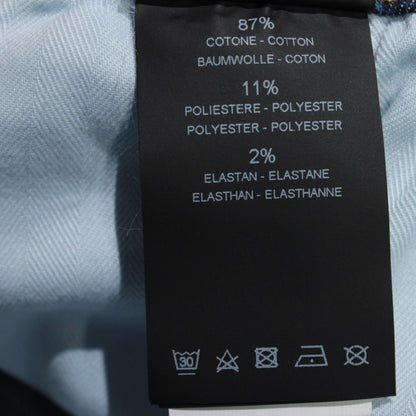 87%
COTONE - COTTON
BAUMWOLLE - COTON
11%
POLIESTERE - POLYESTER
POLYESTER - POLYESTER
2%
ELASTAN - ELASTANE
ELASTHAN - ELASTHANNE
30